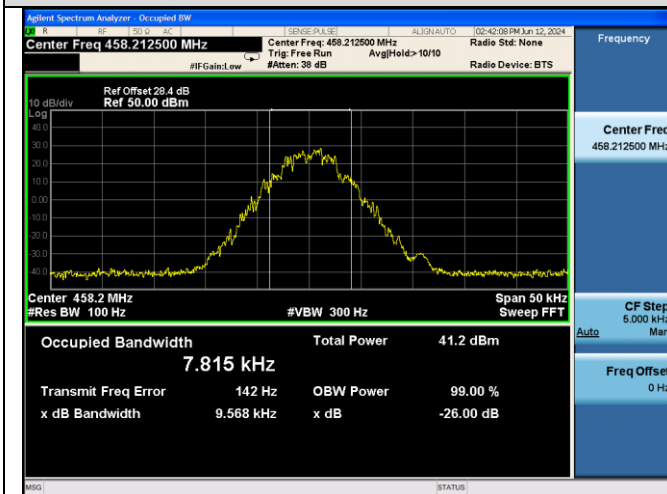 Agilent Spectrum Analyzer - Occupied BW
R RF 50 Ω AC SENSE:PULSE ALIGN AUTO 02:42:08 PM Jun 12, 2024
Center Freq 458.212500 MHz
Center Freq: 458.212500 MHz
Radio Std: None
Trig: Free Run Avg|Hold:> 10/10
#IFGain:Low #Atten: 38 dB Radio Device: BTS
Ref Offset 28.4 dB
10 dB/div Ref 50.00 dBm
Log
40.0
30.0
20.0
10.0
0.00
-10.0
-20.0
-30.0
-40.0
Center 458.2 MHz Span 50 kHz
#Res BW 100 Hz #VBW 300 Hz Sweep FFT
Occupied Bandwidth Total Power 41.2 dBm
7.815 kHz
Transmit Freq Error 142 Hz OBW Power 99.00 %
x dB Bandwidth 9.568 kHz x dB -26.00 dB
MSG STATUS
Frequency
Center Freq
458.212500 MHz
CF Step
5.000 kHz
Auto Man
Freq Offset
0 Hz